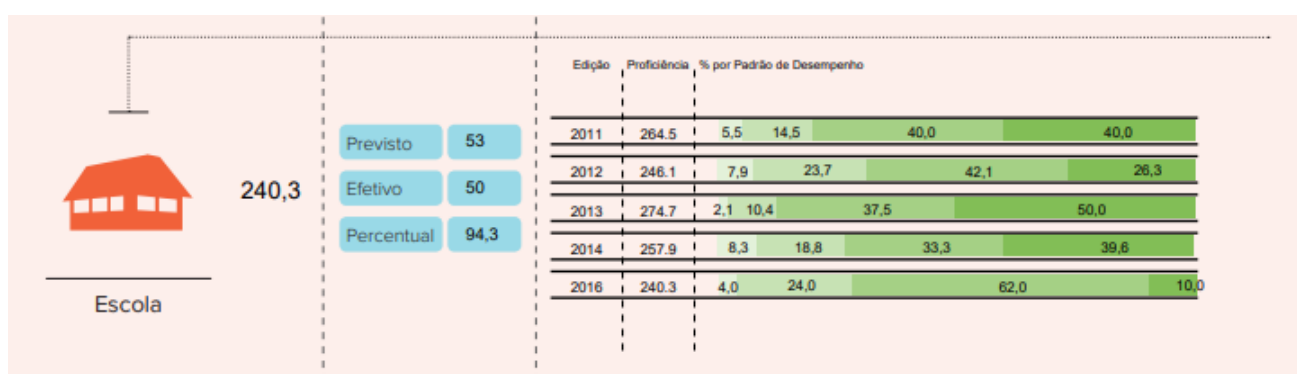 Edição Proficiência % por Padrão de Desempenho
240,3
Escola
Previsto 53
Efetivo 50
Percentual 94,3
2011 264.5 5,5 14,5 40,0 40,0
2012 246.1 7,9 23,7 42,1 26,3
2013 274.7 2,1 10,4 37,5 50,0
2014 257.9 8,3 18,8 33,3 39,6
2016 240.3 4,0 24,0 62,0 10,0